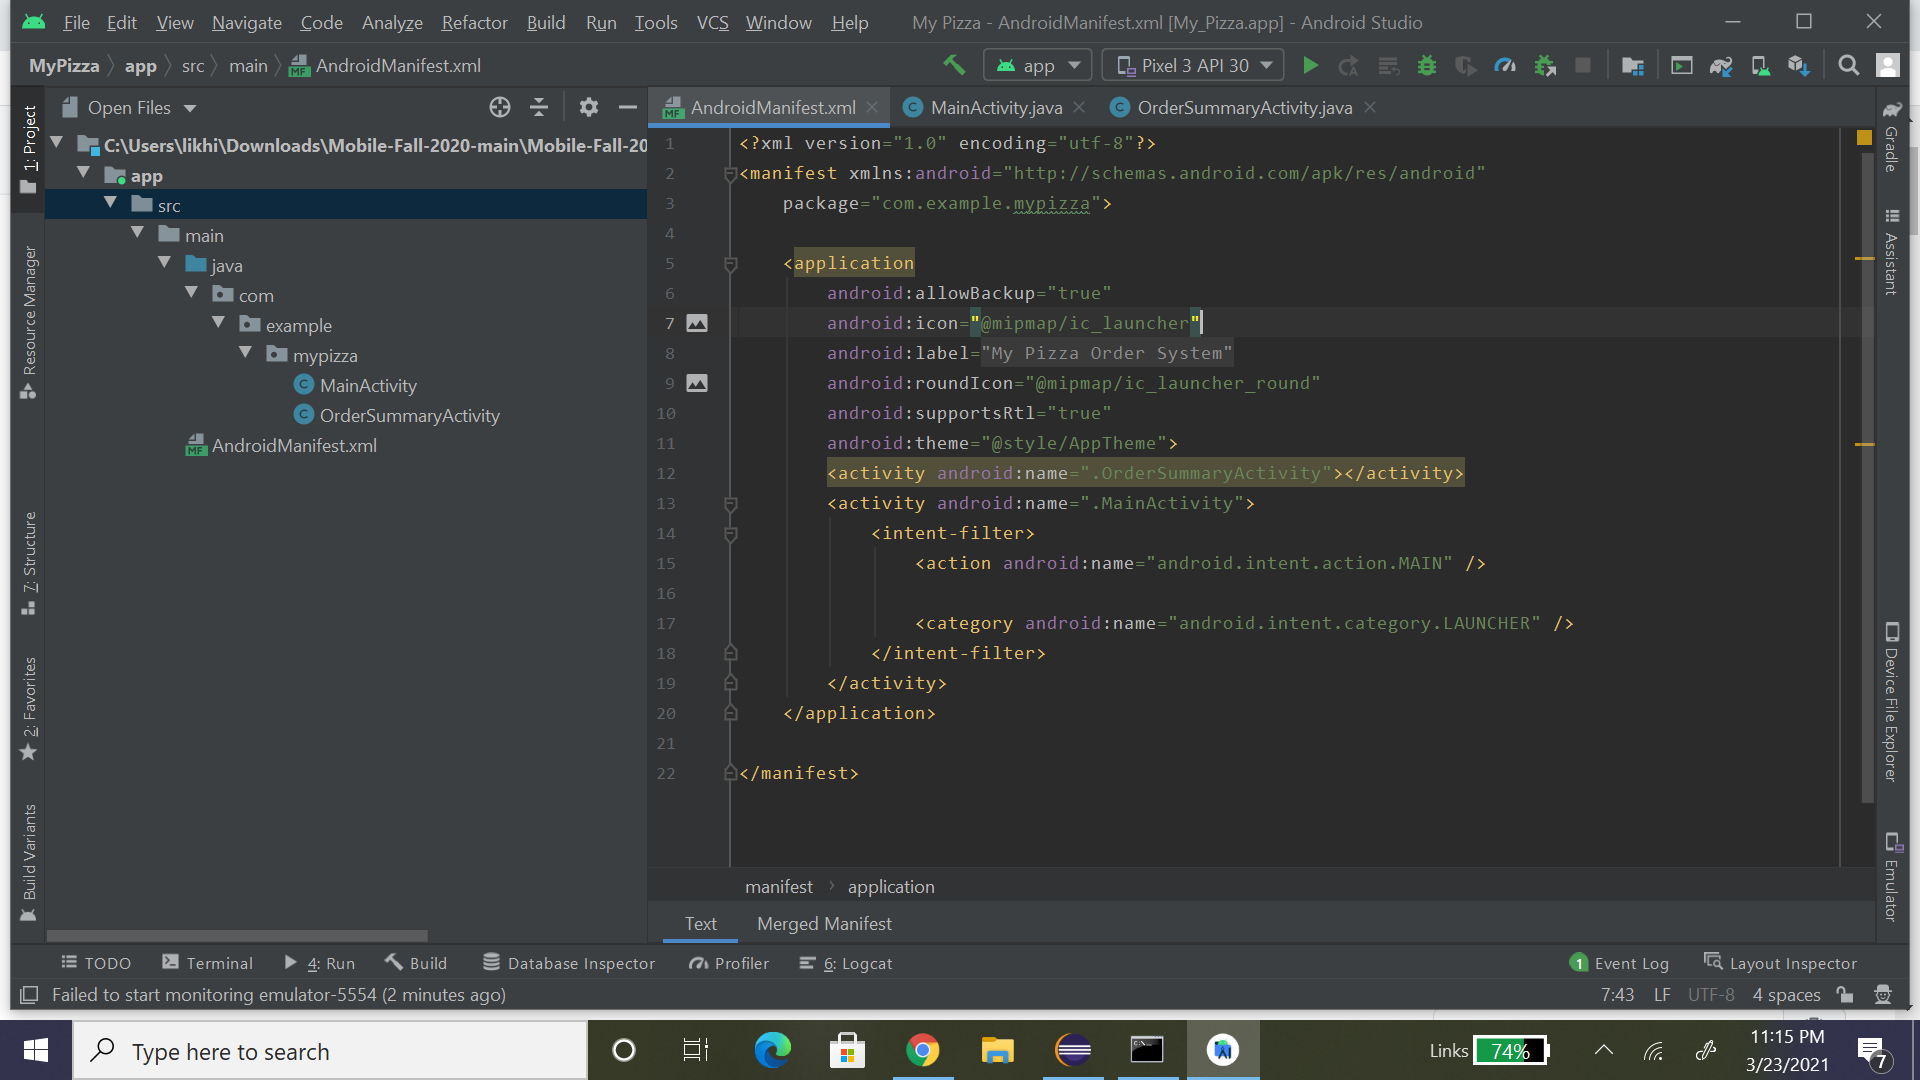 File Edit View Navigate Code Analyze Refactor Build Run Tools VCS Window Help My Pizza - AndroidManifest.xml [My_Pizza.app] - Android Studio
MyPizza app src main AndroidManifest.xml app Pixel 3 API 30
1: Project
Resource Manager
7: Structure
2: Favorites
Build Variants
Open Files
C:\Users\likhi\Downloads\Mobile-Fall-2020-main\Mobile-Fall-20
app
src
main
java
com
example
mypizza
C MainActivity
C OrderSummaryActivity
MF AndroidManifest.xml
MF AndroidManifest.xml C MainActivity.java C OrderSummaryActivity.java
1 <?xml version="1.0" encoding="utf-8"?>
2 <manifest xmlns:android="http://schemas.android.com/apk/res/android"
3 package="com.example.mypizza">
4
5 <application
6 android:allowBackup="true"
7 android:icon="@mipmap/ic_launcher"
8 android:label="My Pizza Order System"
9 android:roundIcon="@mipmap/ic_launcher_round"
10 android:supportsRtl="true"
11 android:theme="@style/AppTheme">
12 <activity android:name=".OrderSummaryActivity"></activity>
13 <activity android:name=".MainActivity">
14 <intent-filter>
15 <action android:name="android.intent.action.MAIN" />
16
17 <category android:name="android.intent.category.LAUNCHER" />
18 </intent-filter>
19 </activity>
20 </application>
21
22 </manifest>
manifest application
Text Merged Manifest
Gradle
Assistant
Device File Explorer
Emulator
TODO Terminal 4: Run Build Database Inspector Profiler 6: Logcat 1 Event Log Layout Inspector
Failed to start monitoring emulator-5554 (2 minutes ago) 7:43 LF UTF-8 4 spaces
Type here to search Links 74% 11:15 PM
3/23/2021 7